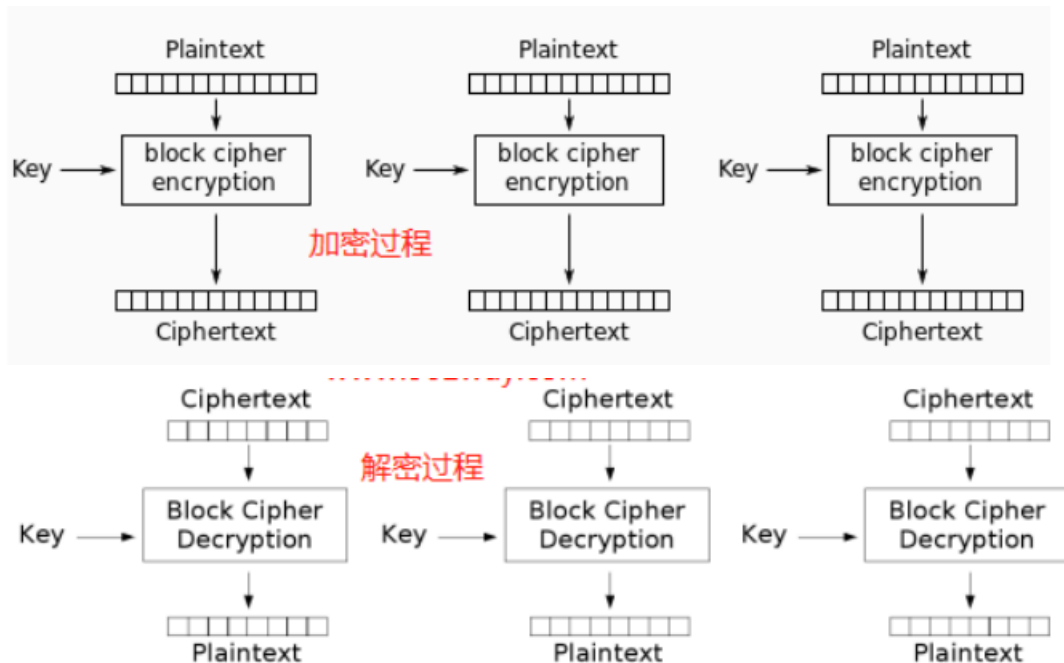 Plaintext Plaintext Plaintext
Key block cipher encryption Key block cipher encryption Key block cipher encryption
加密过程
Ciphertext Ciphertext Ciphertext
Ciphertext Ciphertext Ciphertext
解密过程
Key Block Cipher Decryption Key Block Cipher Decryption Key Block Cipher Decryption
Plaintext Plaintext Plaintext